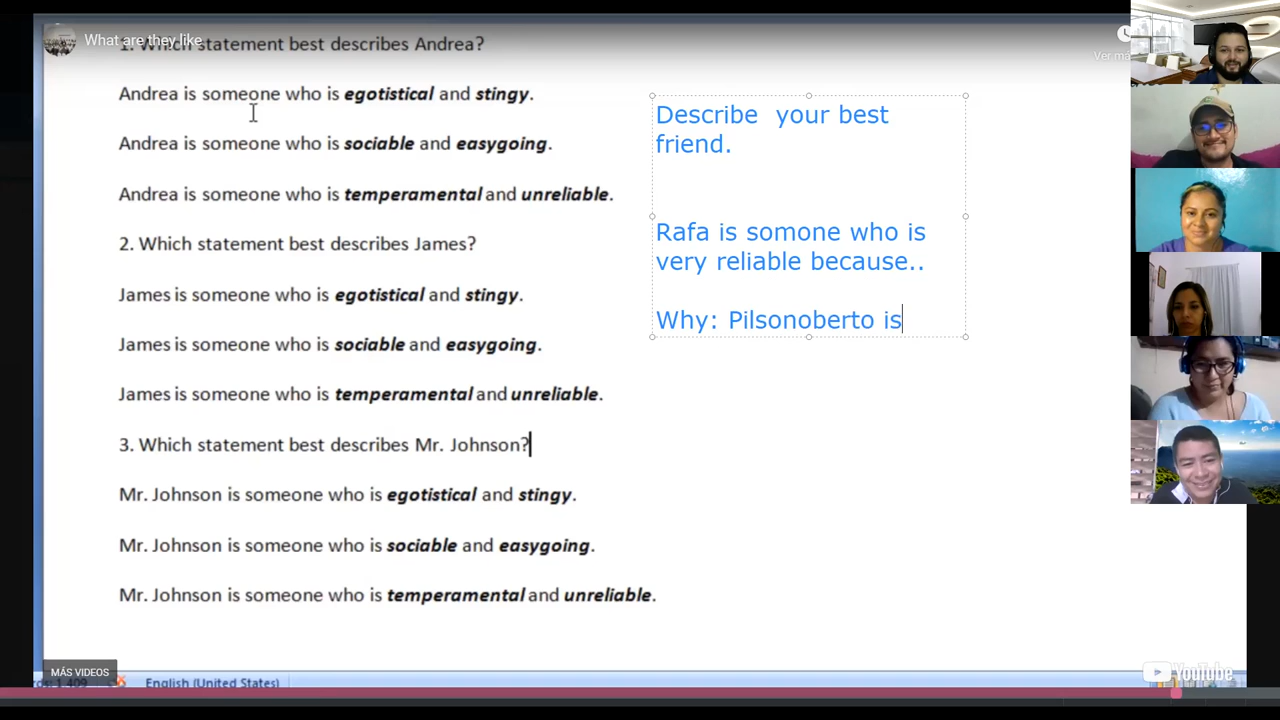 What are they like
1. Which statement best describes Andrea?
Andrea is someone who is egotistical and stingy.
Andrea is someone who is sociable and easygoing.
Andrea is someone who is temperamental and unreliable.
2. Which statement best describes James?
James is someone who is egotistical and stingy.
James is someone who is sociable and easygoing.
James is someone who is temperamental and unreliable.
3. Which statement best describes Mr. Johnson?
Mr. Johnson is someone who is egotistical and stingy.
Mr. Johnson is someone who is sociable and easygoing.
Mr. Johnson is someone who is temperamental and unreliable.
Describe your best
friend.
Rafa is somone who is
very reliable because..
Why: Pilsonoberto is
Ver má
MÁS VIDEOS
1,409
English (United States)
YouTube